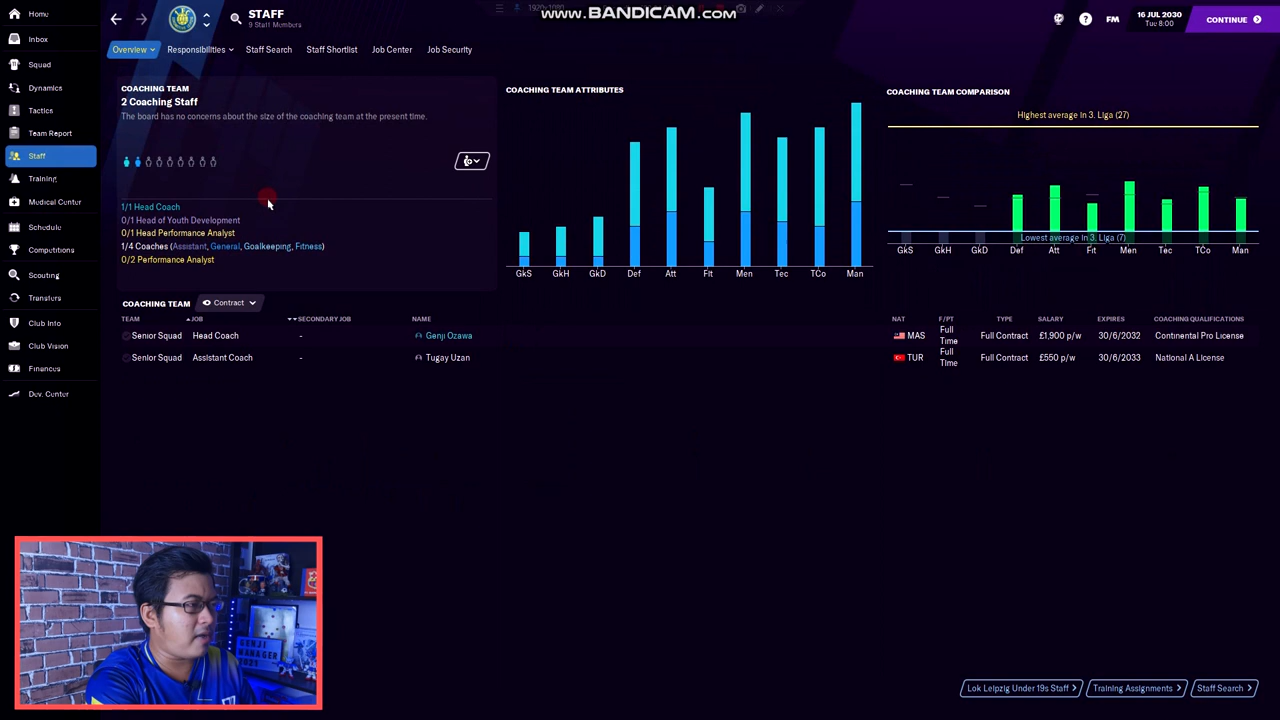 www.BANDICAM.com
1920x1080
Home
STAFF
9 Staff Members
FM
16 JUL 2030
Tue 8:00
CONTINUE
Inbox
Overview
Responsibilities
Staff Search
Staff Shortlist
Job Center
Job Security
Squad
Dynamics
Tactics
Team Report
Staff
Training
Medical Center
Schedule
Competitions
Scouting
Transfers
Club Info
Club Vision
Finances
Dev. Center
COACHING TEAM
2 Coaching Staff
The board has no concerns about the size of the coaching team at the present time.
1/1 Head Coach
0/1 Head of Youth Development
0/1 Head Performance Analyst
1/4 Coaches (Assistant, General, Goalkeeping, Fitness)
0/2 Performance Analyst
COACHING TEAM ATTRIBUTES
GkS GkH GkD Def Att Fit Men Tec TCo Man
COACHING TEAM COMPARISON
Highest average in 3. Liga (27)
Lowest average in 3. Liga (7)
GkS GkH GkD Def Att Fit Men Tec TCo Man
COACHING TEAM Contract
TEAM JOB SECONDARY JOB NAME NAT F/PT TYPE SALARY EXPIRES COACHING QUALIFICATIONS
Senior Squad Head Coach - Genji Ozawa MAS Full Time Full Contract £1,900 p/w 30/6/2032 Continental Pro License
Senior Squad Assistant Coach - Tugay Uzan TUR Full Time Full Contract £550 p/w 30/6/2033 National A License
GENJI
MANAGER
Lok Leipzig Under 19s Staff
Training Assignments
Staff Search